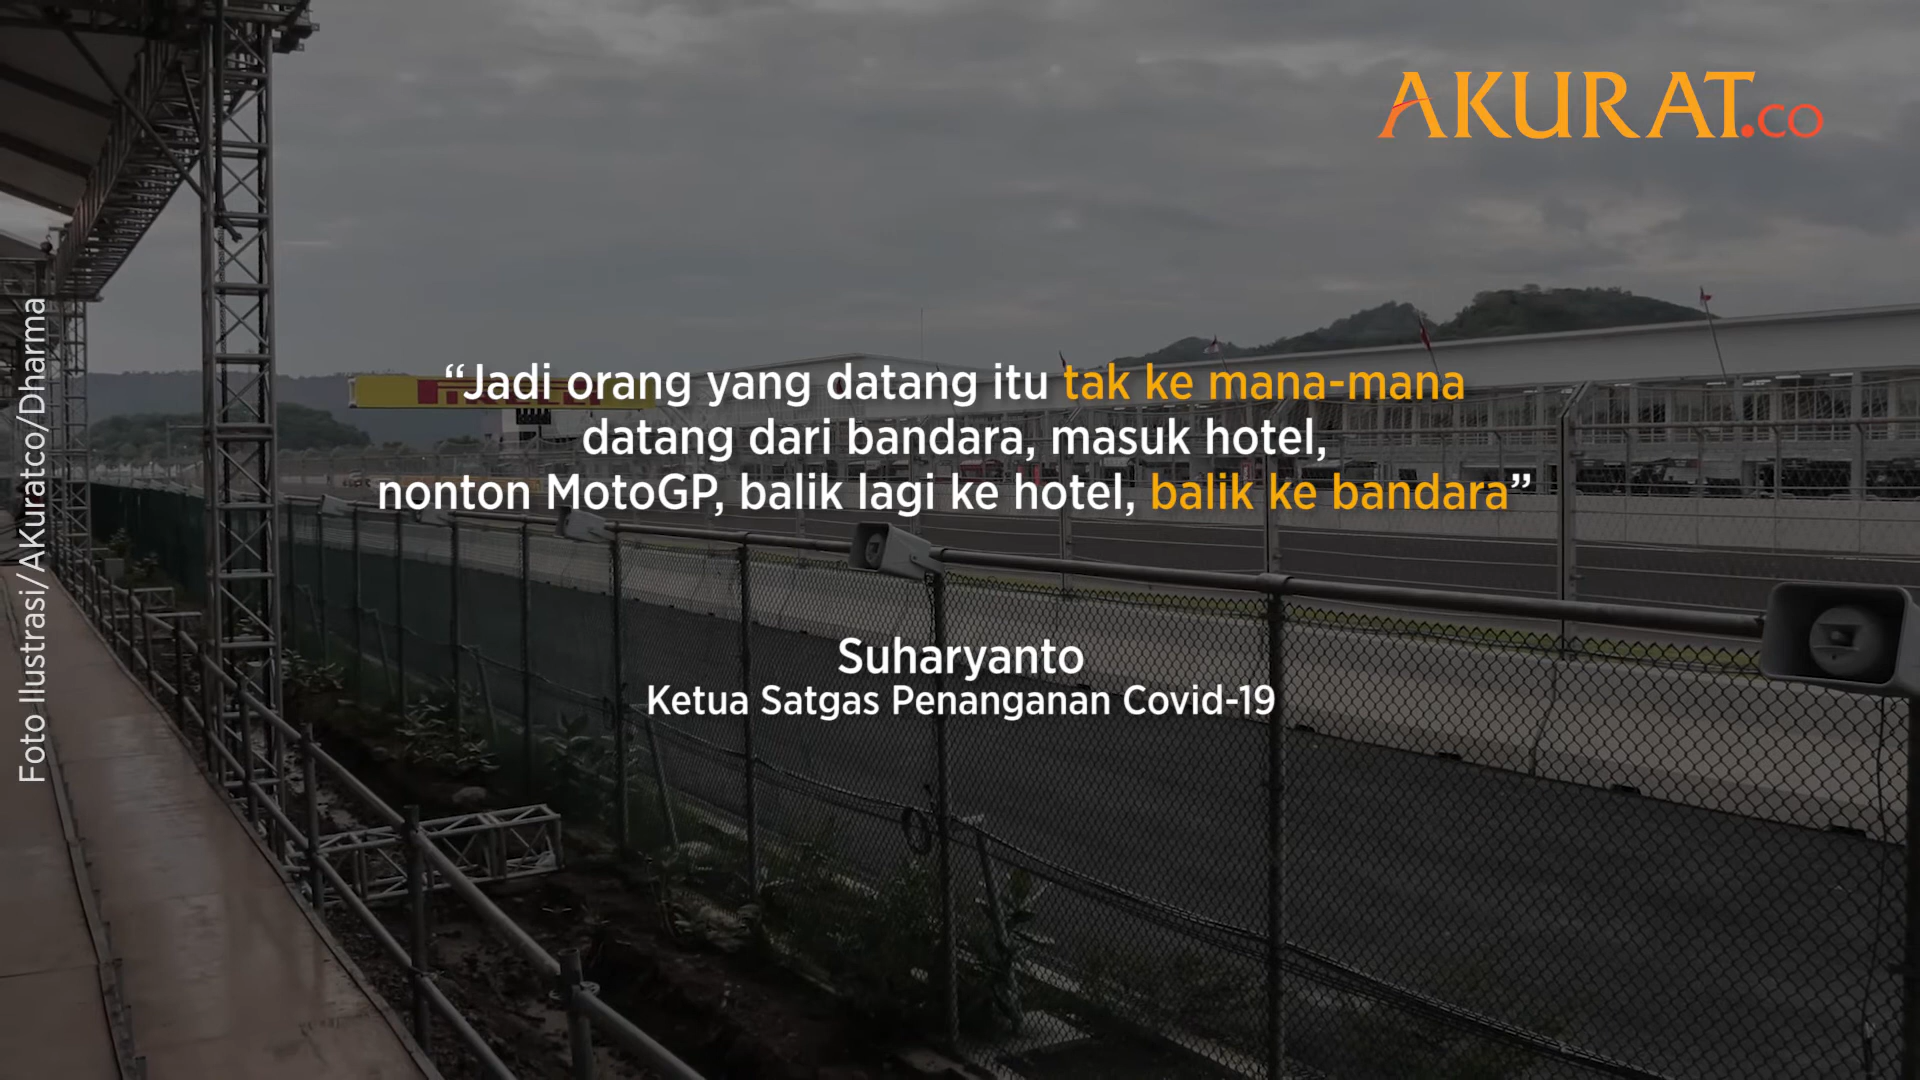 AKURAT.co
“Jadi orang yang datang itu tak ke mana-mana
datang dari bandara, masuk hotel,
nonton MotoGP, balik lagi ke hotel, balik ke bandara”
Suharyanto
Ketua Satgas Penanganan Covid-19
Foto Ilustrasi/AKuratco/Dharma